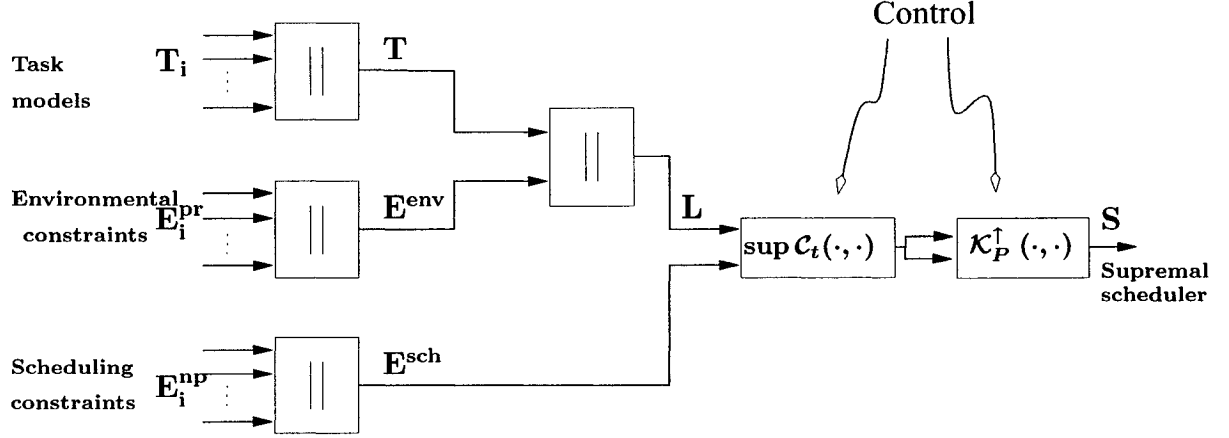 Control
Task
models
T_i
||
T
||
Environmental
constraints
E_i^pr
||
E^env
L
sup C_t(·,·)
K_P^↑ (·,·)
S
Supremal
scheduler
Scheduling
constraints
E_i^np
||
E^sch